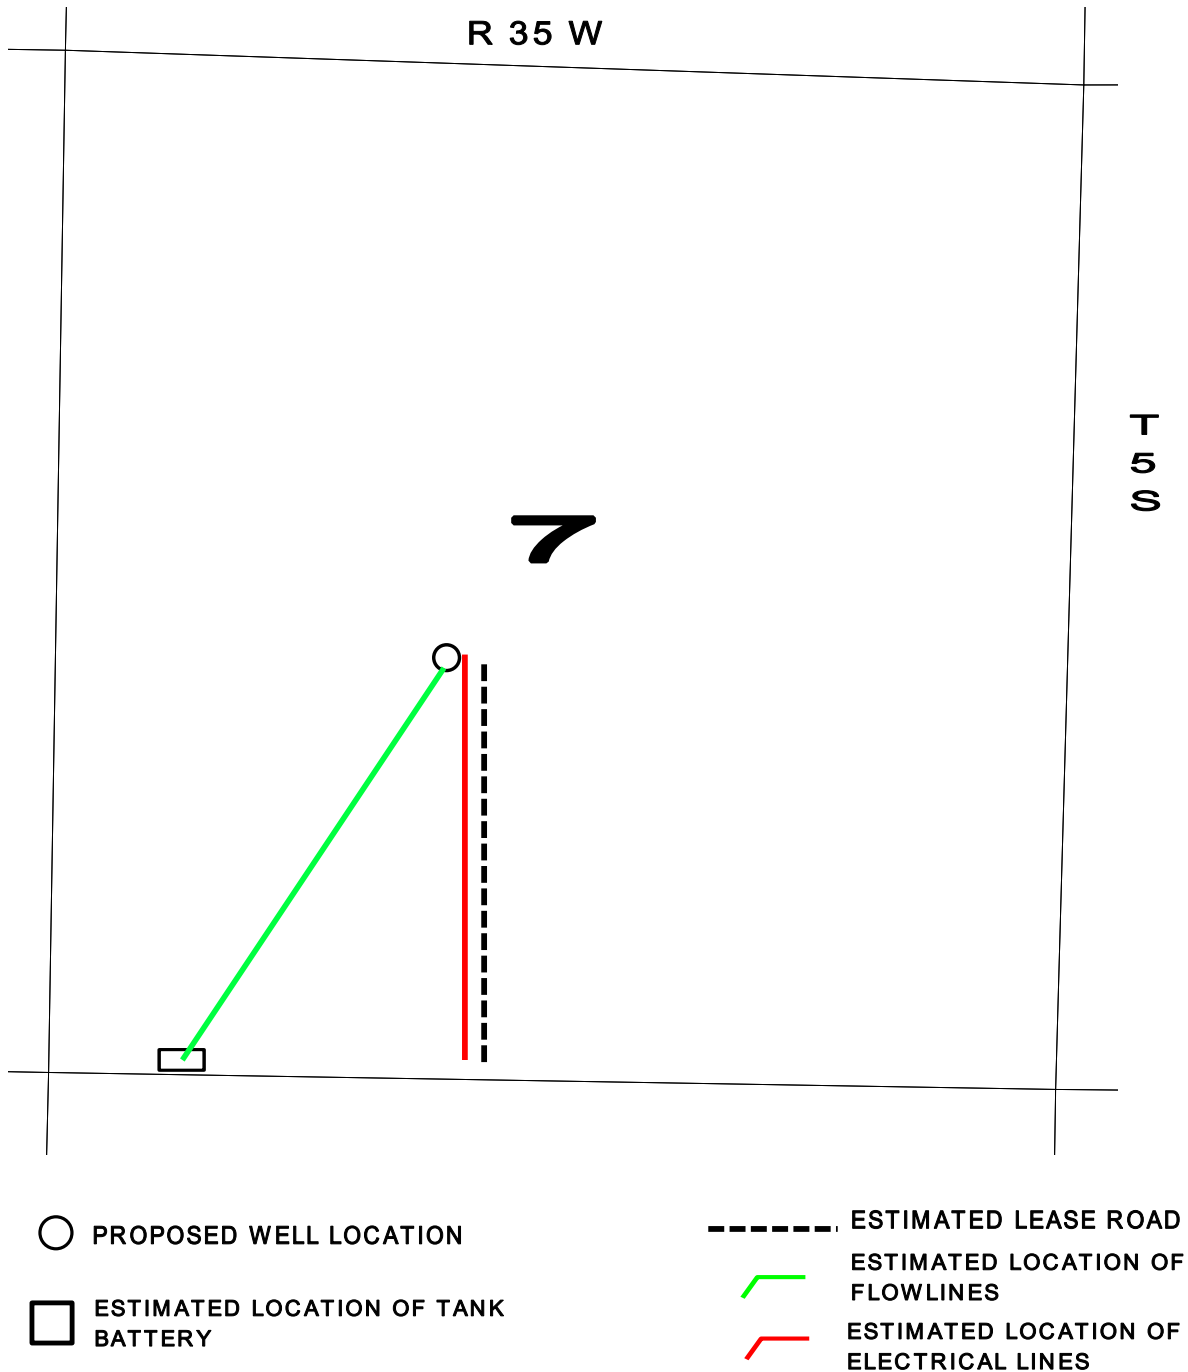 R 35 W
T
5
S
7
PROPOSED WELL LOCATION
ESTIMATED LOCATION OF TANK
BATTERY
ESTIMATED LEASE ROAD
ESTIMATED LOCATION OF
FLOWLINES
ESTIMATED LOCATION OF
ELECTRICAL LINES